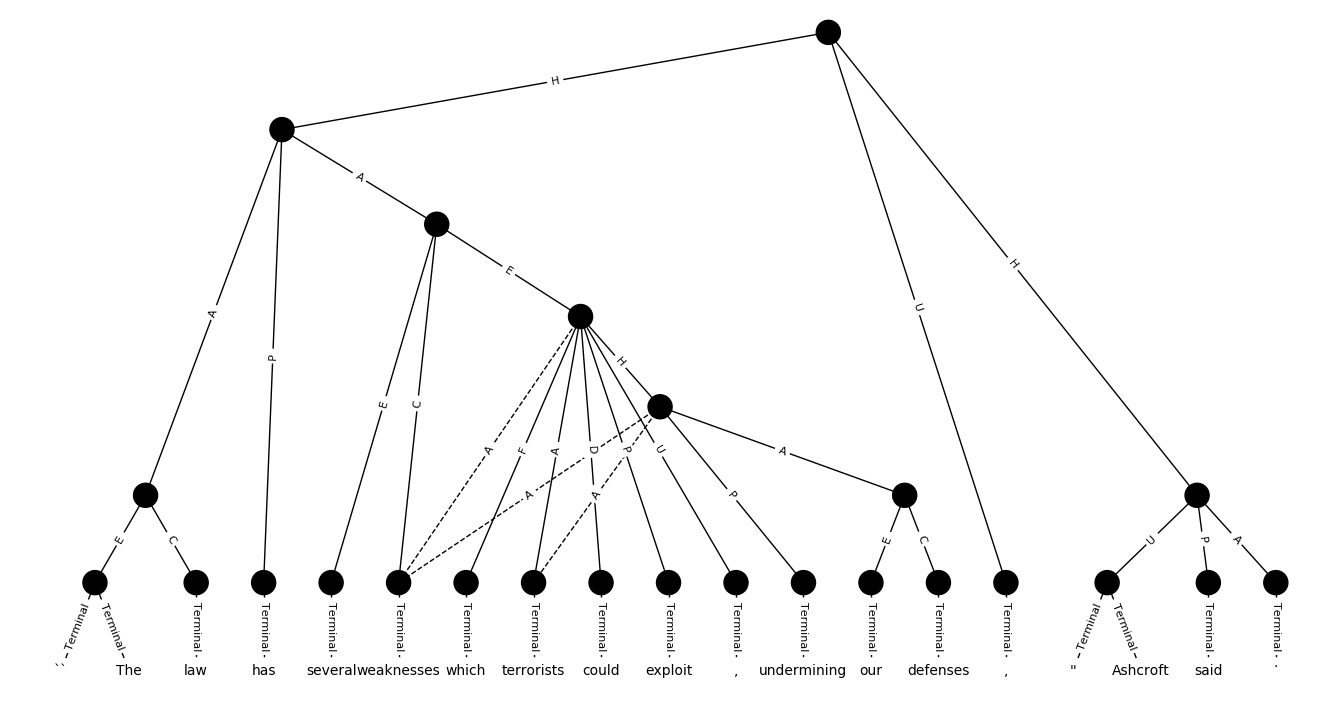 H
A
E
A
H
U
H
P
E
C
A
F
A
D
P
U
A
A
A
P
E
C
E
C
U
P
A
Terminal Terminal Terminal Terminal Terminal Terminal Terminal Terminal Terminal Terminal Terminal Terminal Terminal Terminal Terminal Terminal Terminal Terminal Terminal
`` The law has several weaknesses which terrorists could exploit , undermining our defenses , " Ashcroft said .